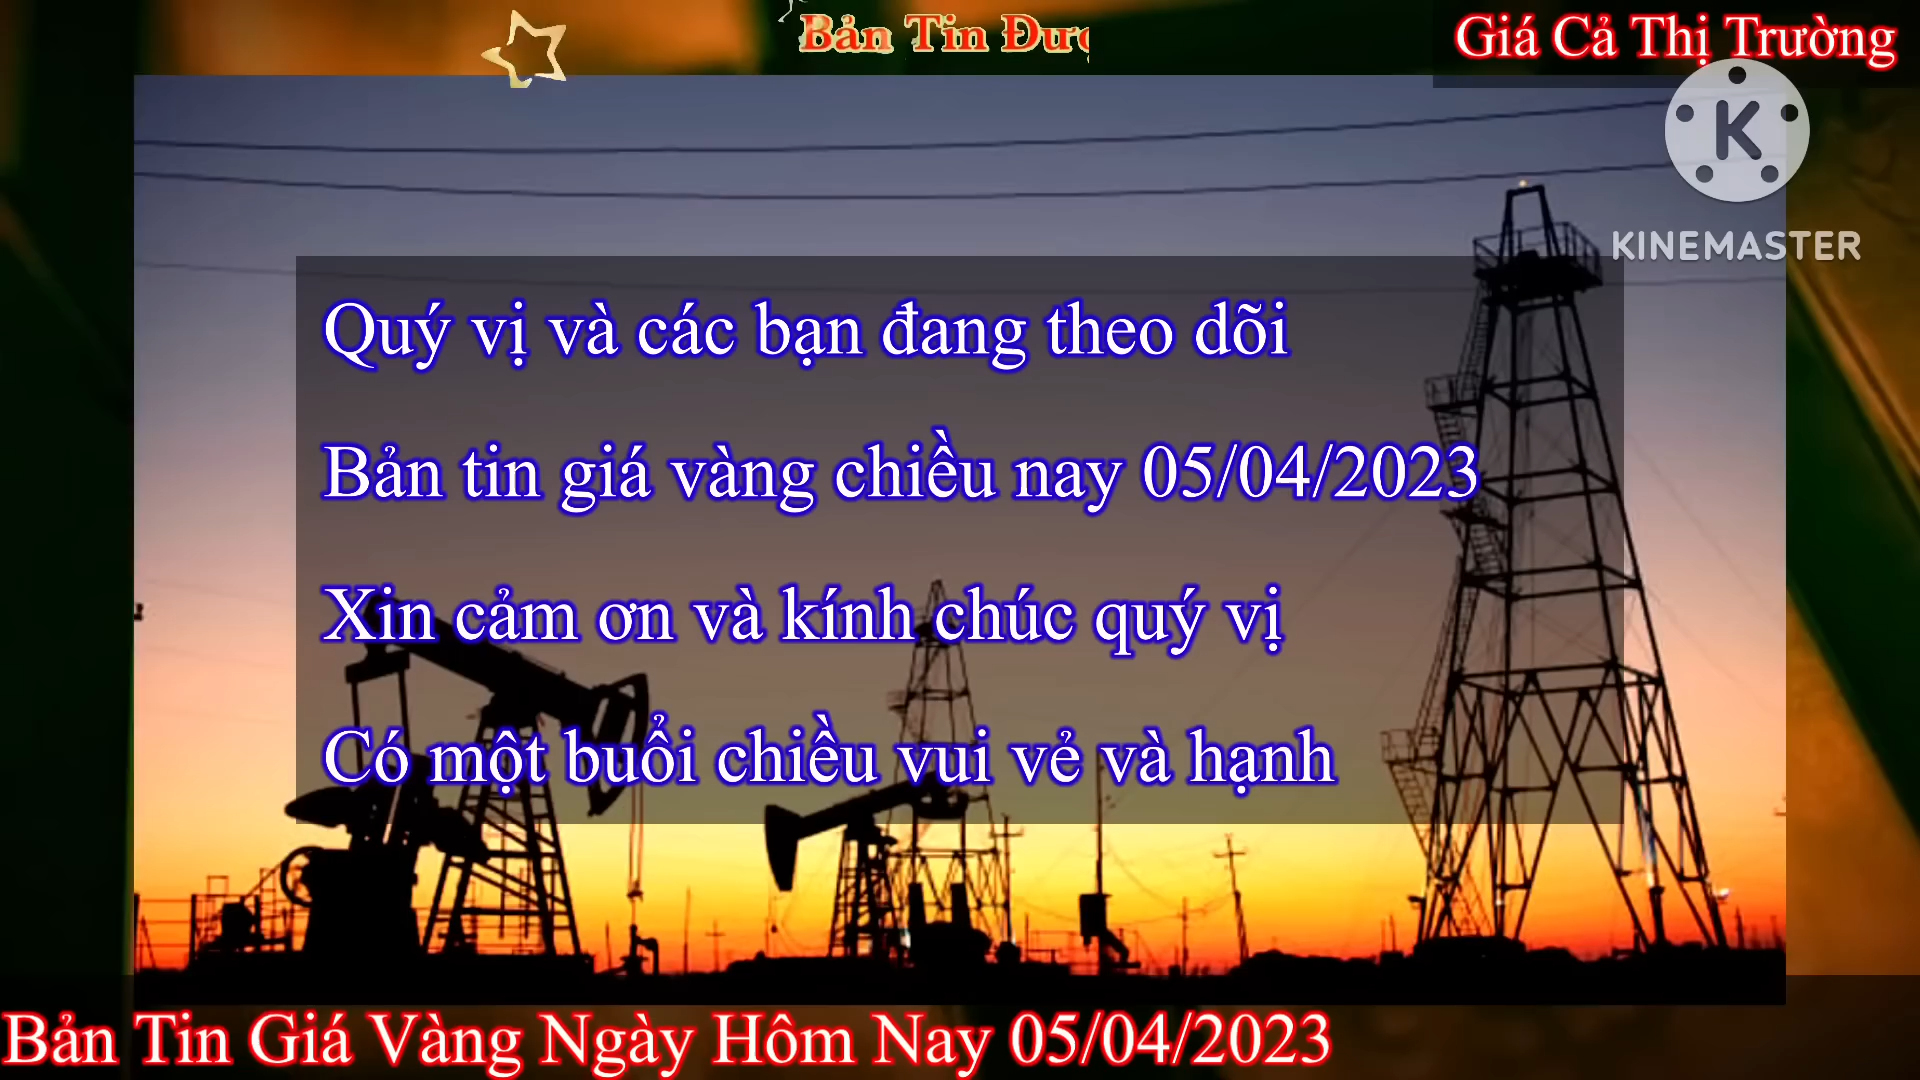 Bản Tin
Giá Cả Thị Trường
K
KINEMASTER
Quý vị và các bạn đang theo dõi
Bản tin giá vàng chiều nay 05/04/2023
Xin cảm ơn và kính chúc quý vị
Có một buổi chiều vui vẻ và hạnh
Bản Tin Giá Vàng Ngày Hôm Nay 05/04/2023